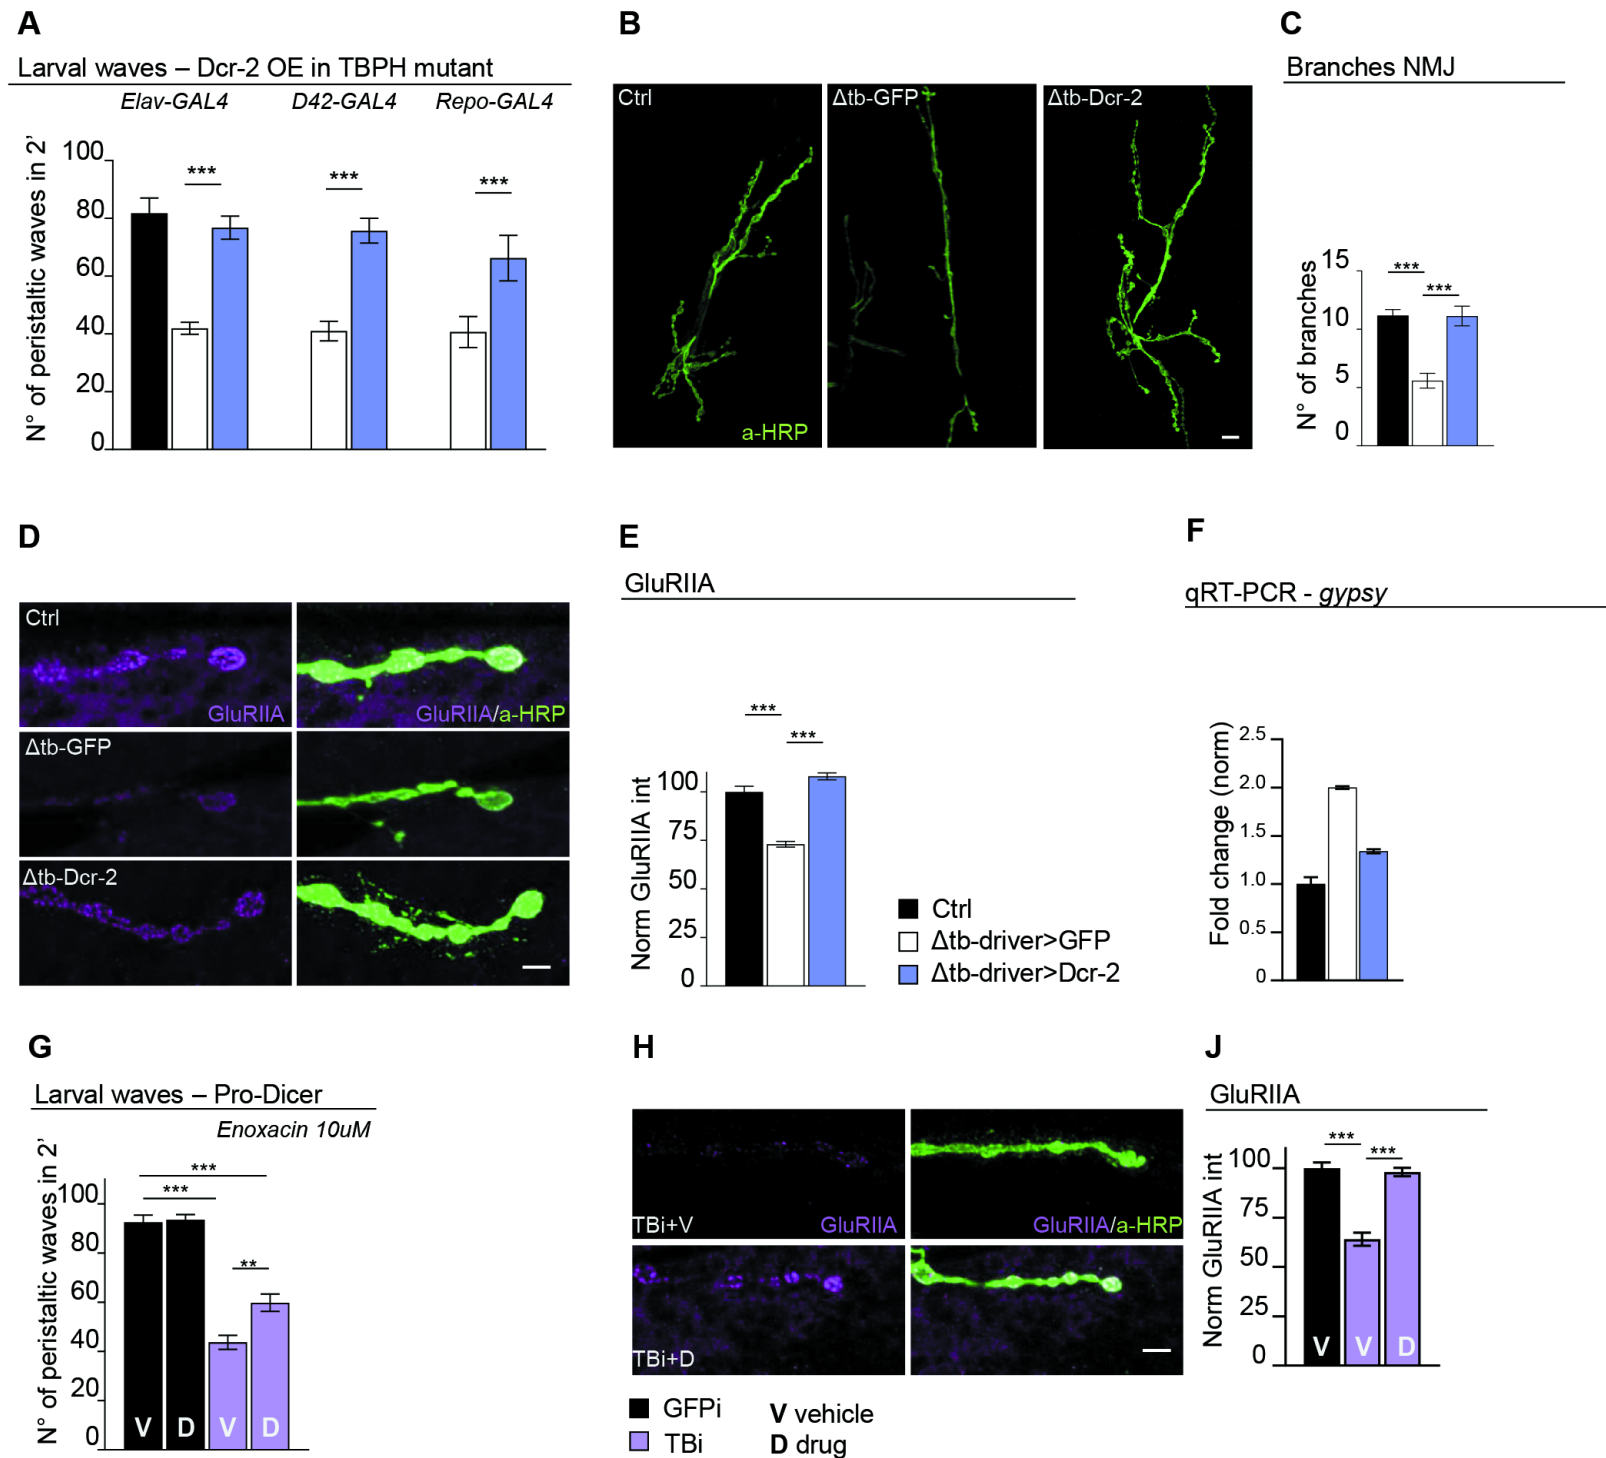 A
Larval waves – Dcr-2 OE in TBPH mutant
Elav-GAL4
D42-GAL4
Repo-GAL4
N° of peristaltic waves in 2’
100
80
60
40
20
0
***
***
***
B
Ctrl
Δtb-GFP
Δtb-Dcr-2
a-HRP
C
Branches NMJ
N° of branches
15
10
5
0
***
***
D
Ctrl
GluRIIA
GluRIIA/a-HRP
Δtb-GFP
Δtb-Dcr-2
E
GluRIIA
Norm GluRIIA int
100
75
50
25
0
***
***
Ctrl
Δtb-driver>GFP
Δtb-driver>Dcr-2
F
qRT-PCR - gypsy
Fold change (norm)
2.5
2.0
1.5
1.0
0.5
0
G
Larval waves – Pro-Dicer
Enoxacin 10uM
N° of peristaltic waves in 2’
100
80
60
40
20
0
***
***
**
V
D
V
D
H
TBi+V
GluRIIA
GluRIIA/a-HRP
TBi+D
GFPi
TBi
V vehicle
D drug
J
GluRIIA
Norm GluRIIA int
100
75
50
25
0
***
***
V
V
D